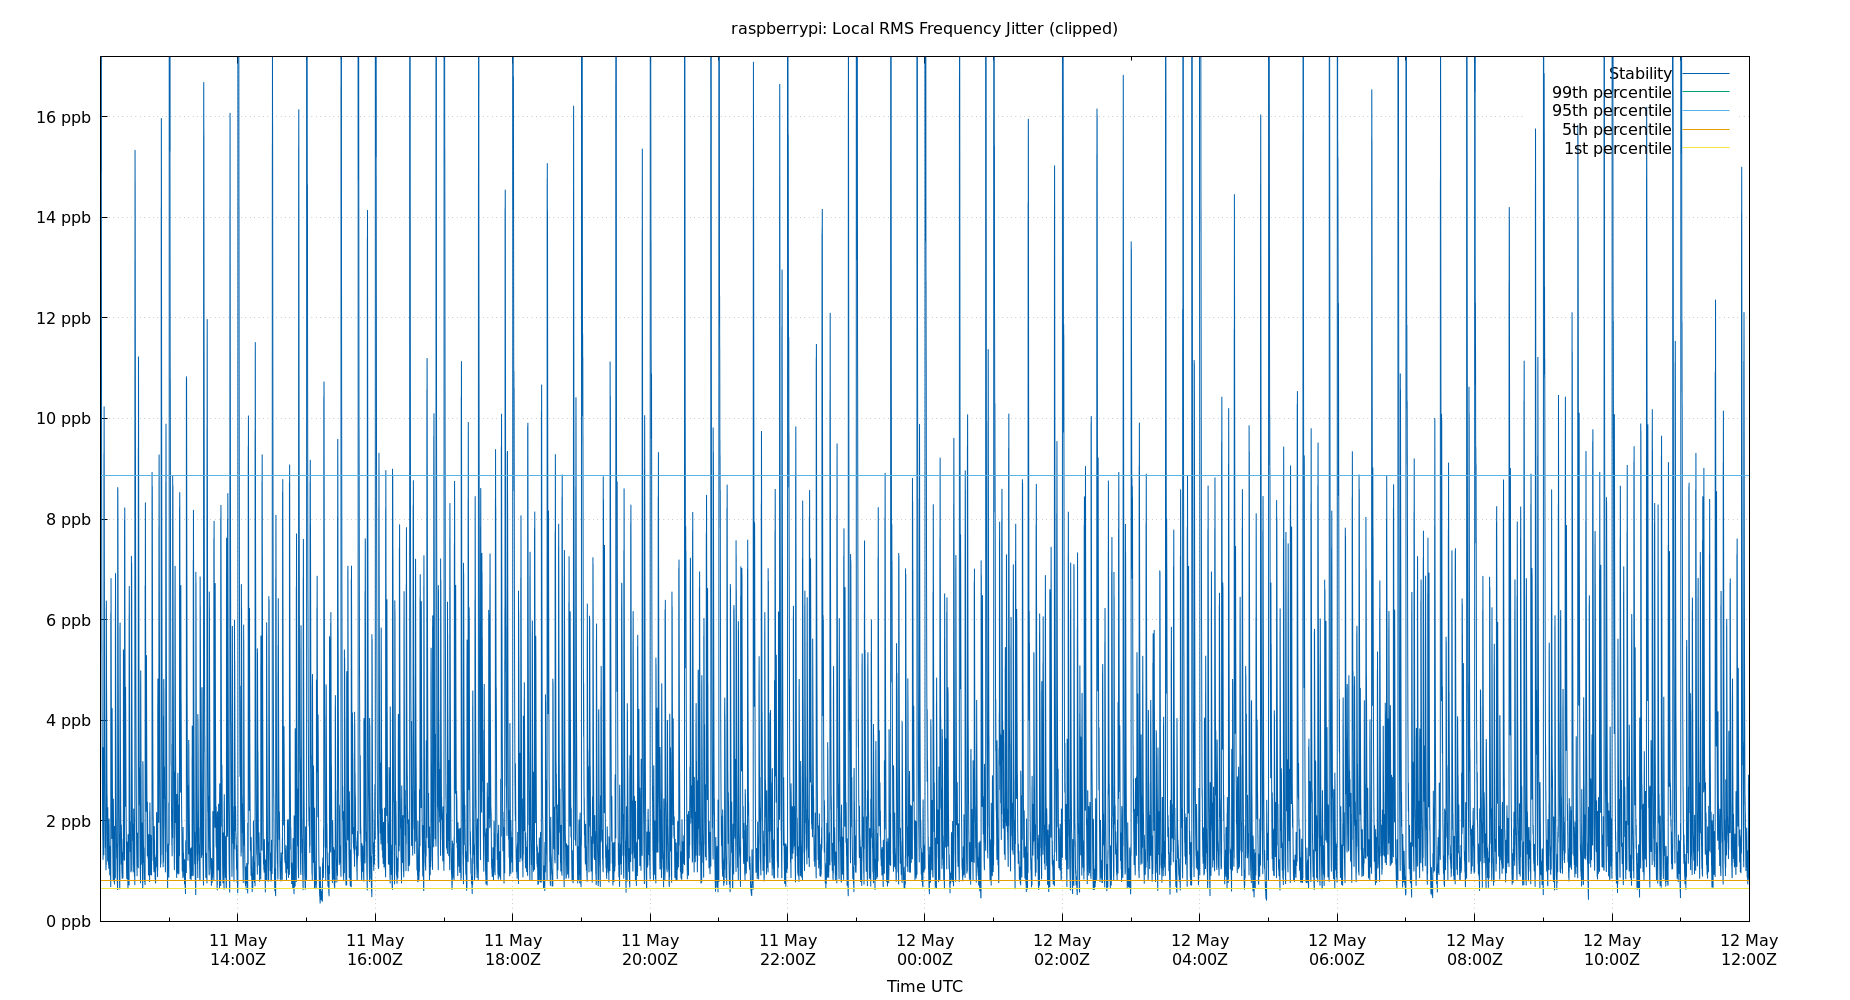 raspberrypi: Local RMS Frequency Jitter (clipped)
Stability
99th percentile
95th percentile
5th percentile
1st percentile
16 ppb
14 ppb
12 ppb
10 ppb
8 ppb
6 ppb
4 ppb
2 ppb
0 ppb
11 May 11 May 11 May 11 May 11 May 12 May 12 May 12 May 12 May 12 May 12 May 12 May
14:00Z 16:00Z 18:00Z 20:00Z 22:00Z 00:00Z 02:00Z 04:00Z 06:00Z 08:00Z 10:00Z 12:00Z
Time UTC